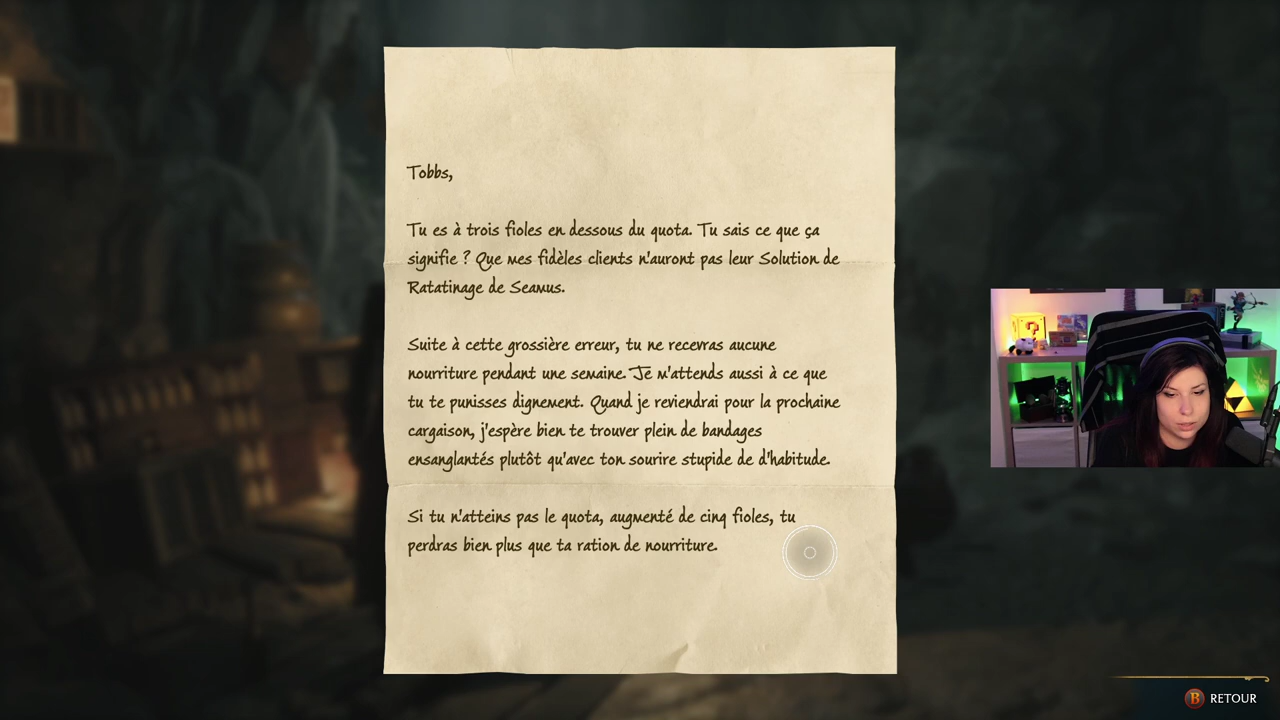 Tobbs,
Tu es à trois fioles en dessous du quota. Tu sais ce que ça
signifie ? Que mes fidèles clients n'auront pas leur Solution de
Ratatinage de Seamus.
Suite à cette grossière erreur, tu ne recevras aucune
nourriture pendant une semaine. Je m'attends aussi à ce que
tu te punisses dignement. Quand je reviendrai pour la prochaine
cargaison, j'espère bien te trouver plein de bandages
ensanglantés plutôt qu'avec ton sourire stupide de d'habitude.
Si tu n'atteins pas le quota, augmenté de cinq fioles, tu
perdras bien plus que ta ration de nourriture.
B RETOUR